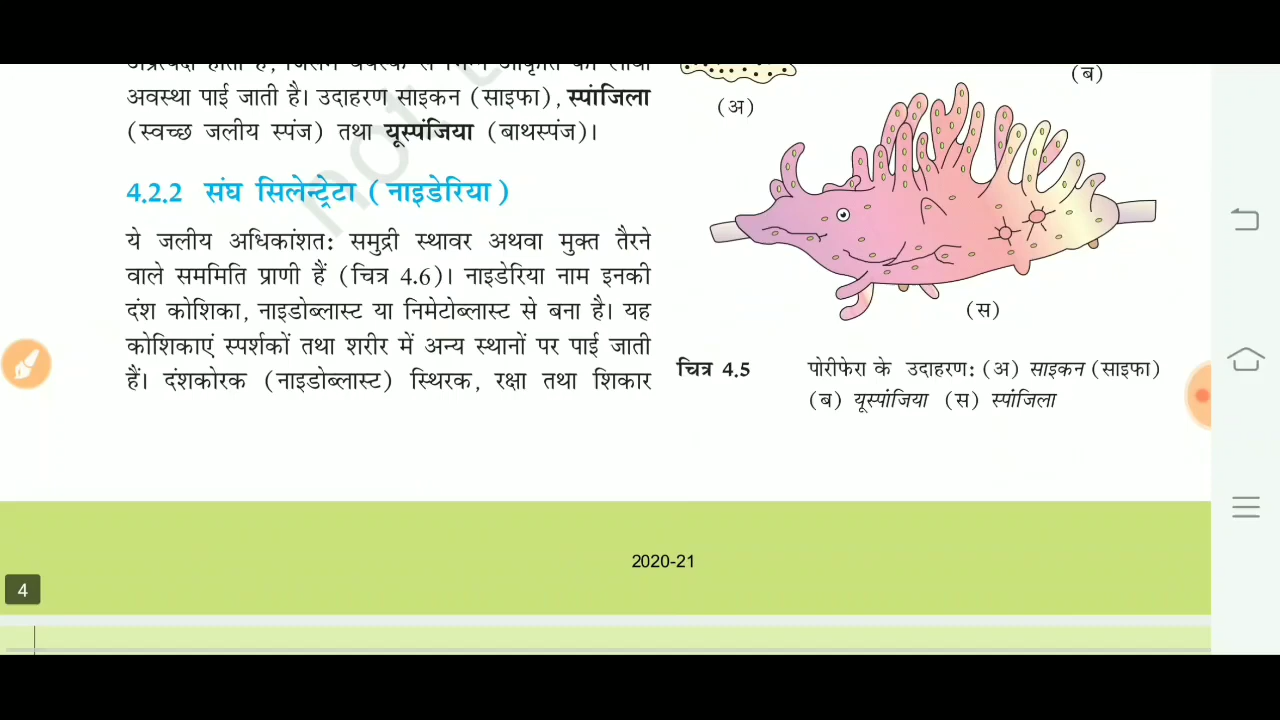 अवस्था पाई जाती है। उदाहरण साइकन (साइफा), स्पांजिला
(स्वच्छ जलीय स्पंज) तथा यूस्पंजिया (बाथस्पंज)।
4.2.2 संघ सिलेन्ट्रेटा (नाइडेरिया)
ये जलीय अधिकांशत: समुद्री स्थावर अथवा मुक्त तैरने
वाले सममिति प्राणी हैं (चित्र 4.6)। नाइडेरिया नाम इनकी
दंश कोशिका, नाइडोब्लास्ट या निमेटोब्लास्ट से बना है। यह
कोशिकाएं स्पर्शकों तथा शरीर में अन्य स्थानों पर पाई जाती
हैं। दंशकोरक (नाइडोब्लास्ट) स्थिरक, रक्षा तथा शिकार
(अ)
(ब)
(स)
चित्र 4.5 पोरीफेरा के उदाहरण: (अ) साइकन (साइफा)
(ब) यूस्पांजिया (स) स्पांजिला
2020-21
4